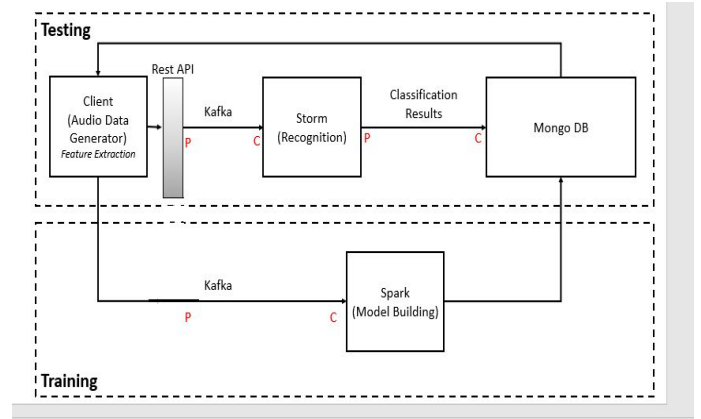 Testing
Rest API
Client
(Audio Data
Generator)
Feature Extraction
Kafka
P
C
Storm
(Recognition)
Classification
Results
P
C
Mongo DB
Kafka
P
C
Spark
(Model Building)
Training